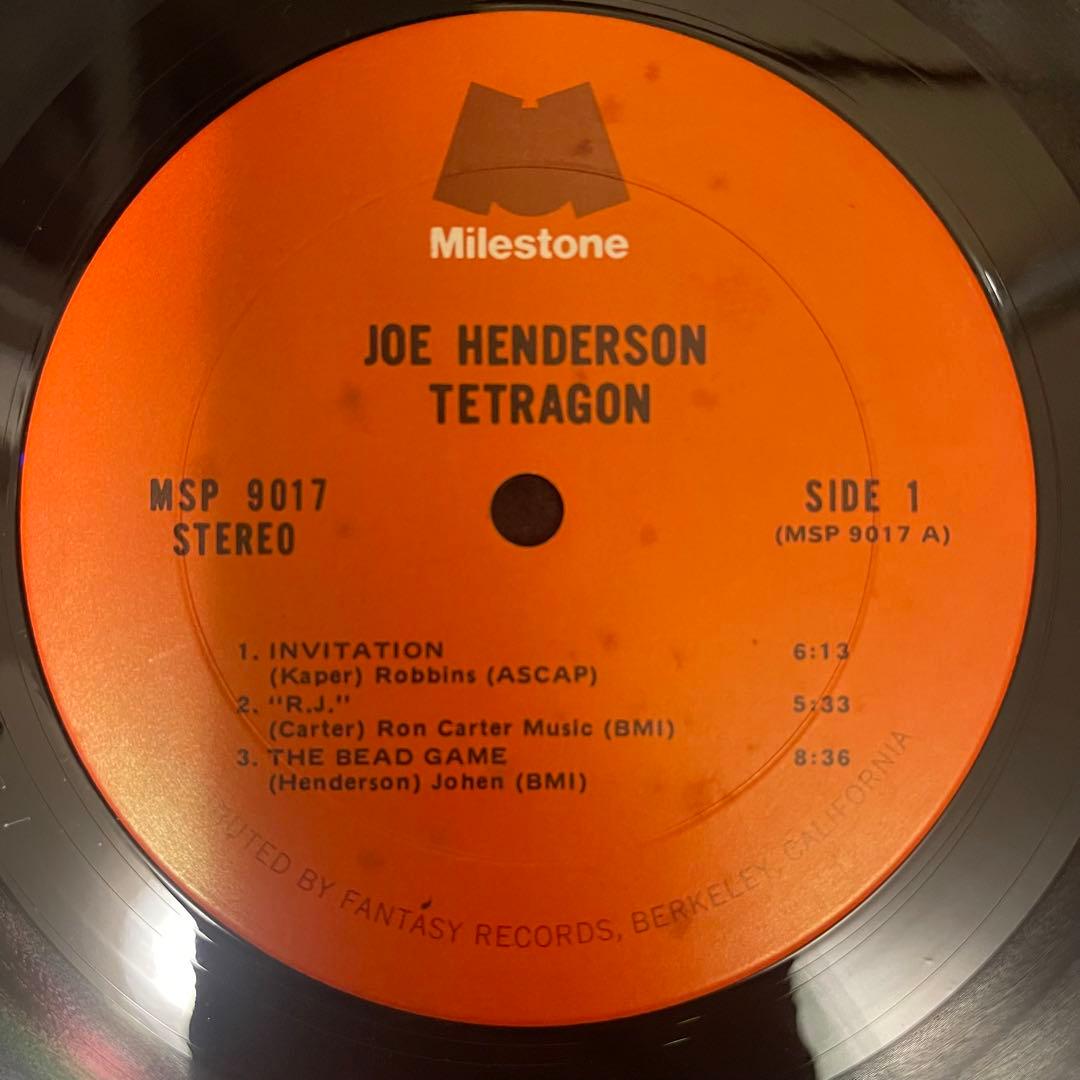 Milestone
JOE HENDERSON
TETRAGON
MSP 9017
STEREO
SIDE 1
(MSP 9017 A)
1. INVITATION 6:13
(Kaper) Robbins (ASCAP)
2. "R.J." 5:33
(Carter) Ron Carter Music (BMI)
3. THE BEAD GAME 8:36
(Henderson) Johen (BMI)
BY FANTASY RECORDS, BERKELEY, CALIFORNIA